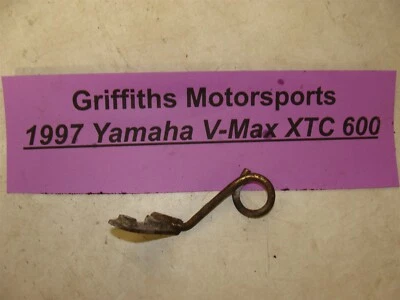 Griffiths Motorsports
1997 Yamaha V-Max XTC 600